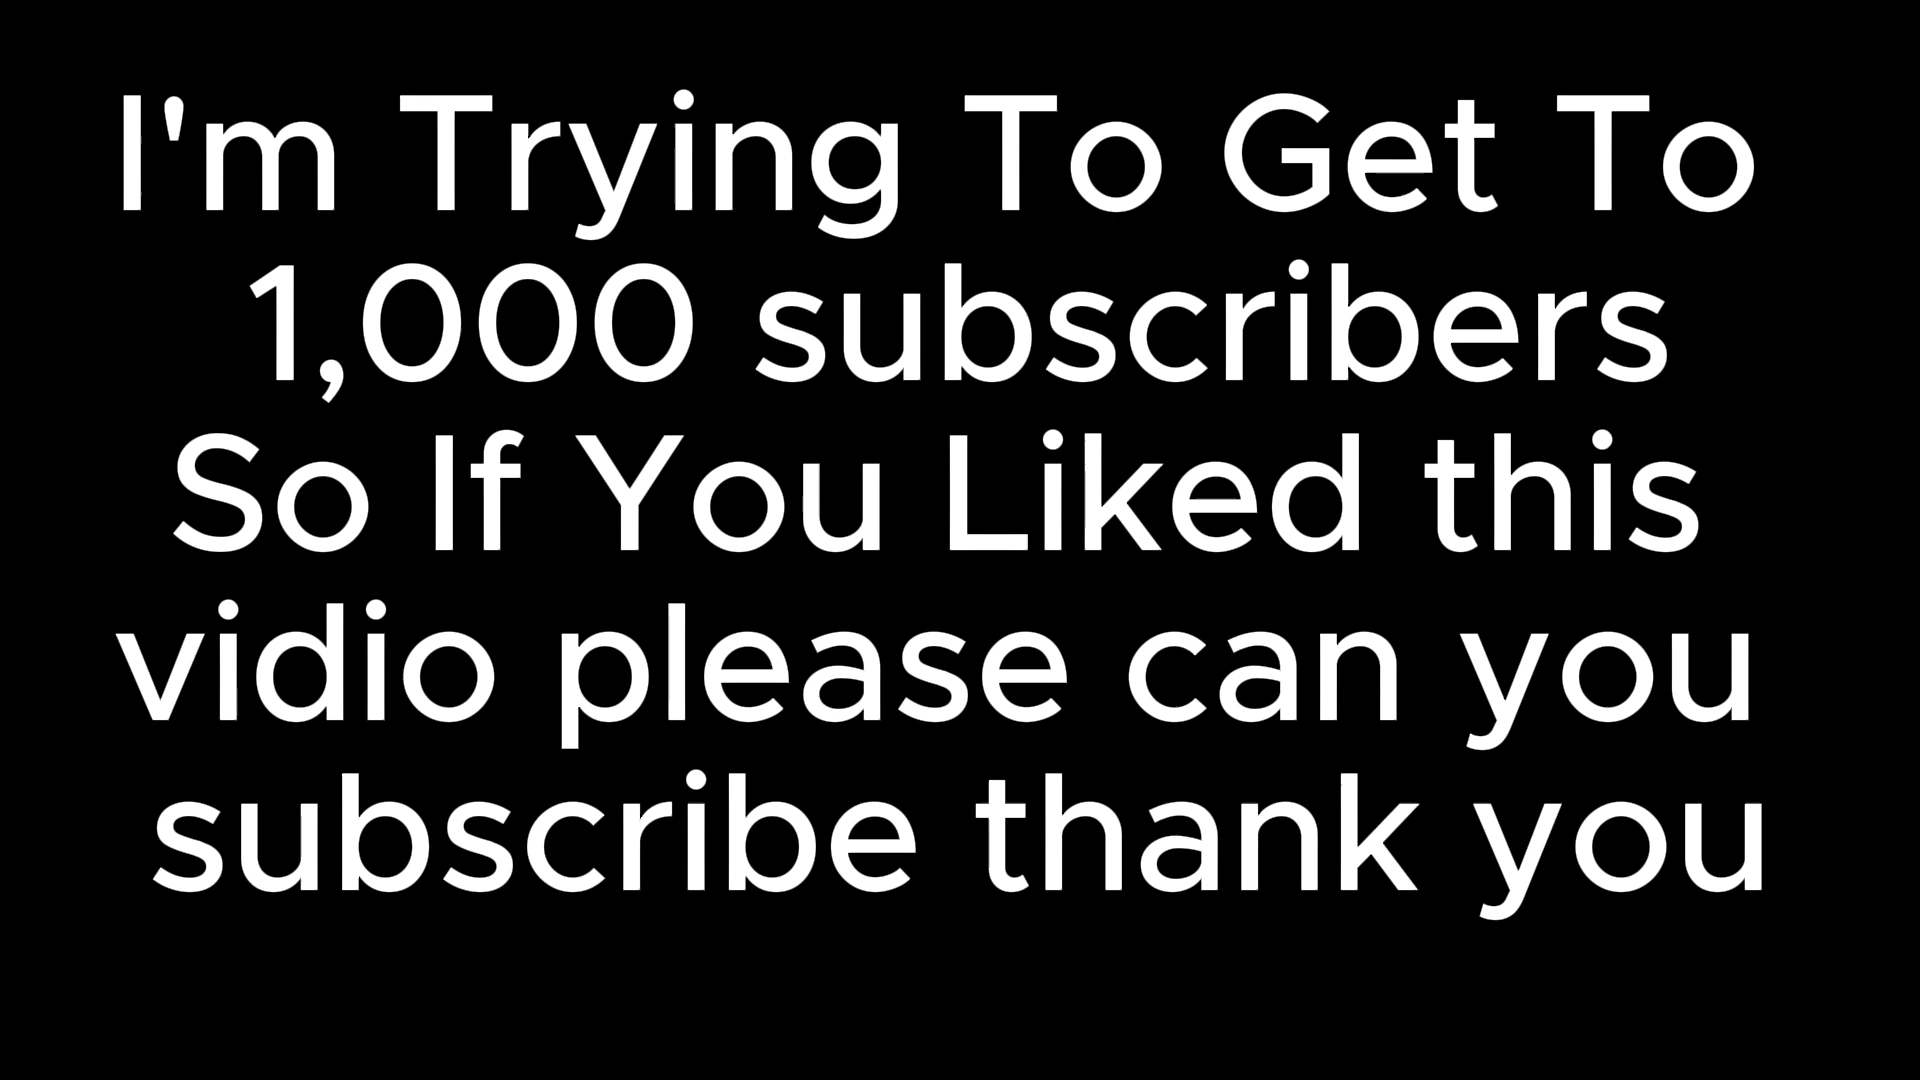 I'm Trying To Get To
1,000 subscribers
So If You Liked this
vidio please can you
subscribe thank you